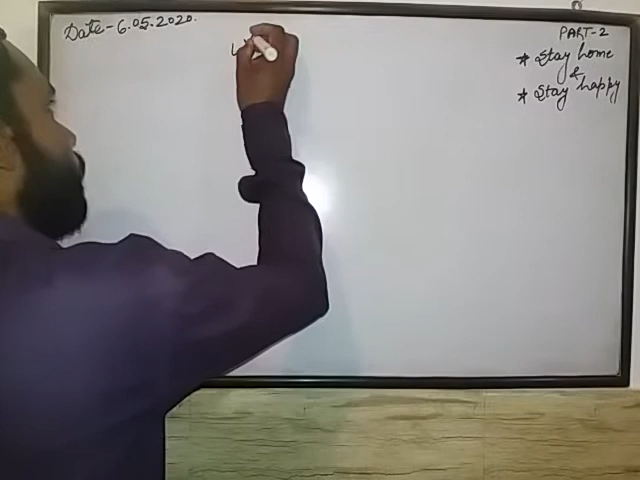 Date - 6.05.2020.
PART-2
* Stay home
&
* Stay happy